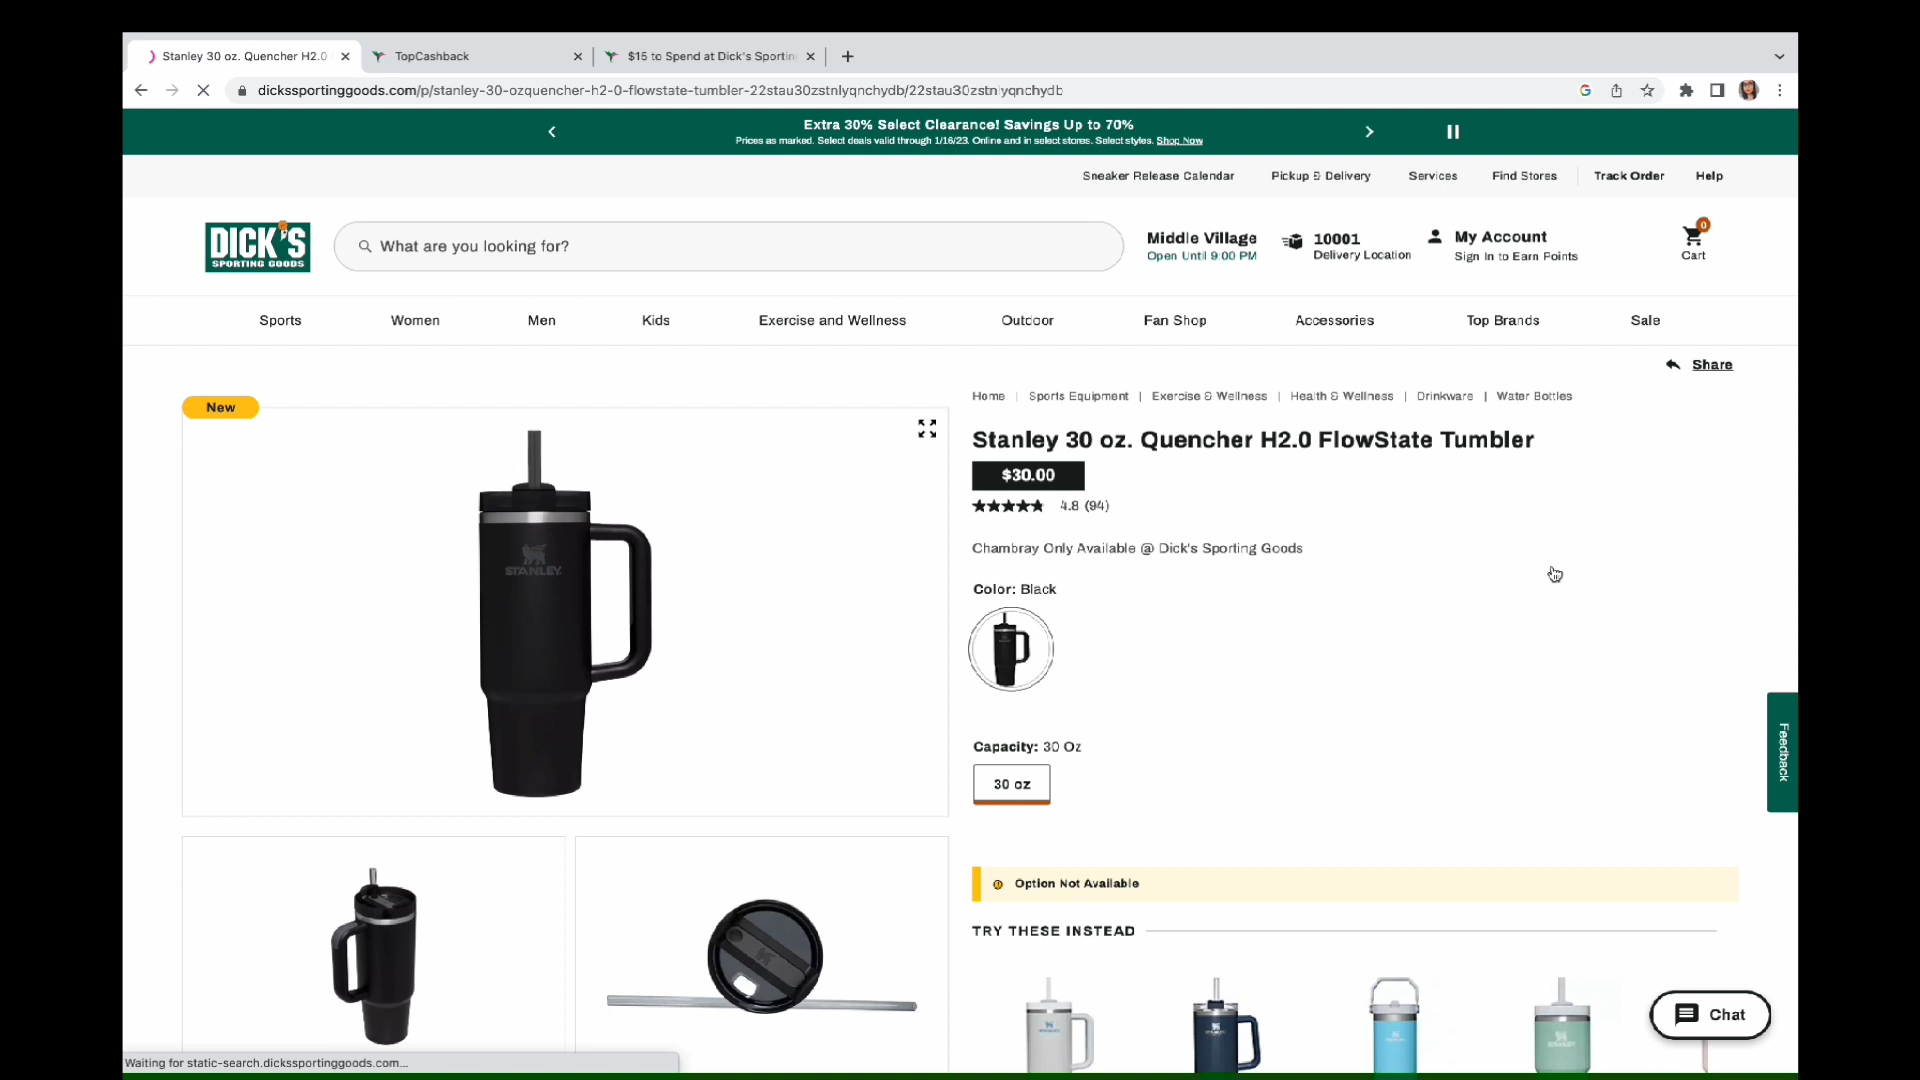 Stanley 30 oz. Quencher H2.0
TopCashback
$15 to Spend at Dick's Sportin
dickssportinggoods.com/p/stanley-30-ozquencher-h2-0-flowstate-tumbler-22stau30zstnlyqnchydb/22stau30zstnlyqnchydb
Extra 30% Select Clearance! Savings Up to 70%
Prices as marked. Select deals valid through 1/16/23. Online and in select stores. Select styles. Shop Now
Sneaker Release Calendar
Pickup & Delivery
Services
Find Stores
Track Order
Help
DICK'S
SPORTING GOODS
What are you looking for?
Middle Village
Open Until 9:00 PM
10001
Delivery Location
My Account
Sign In to Earn Points
0
Cart
Sports
Women
Men
Kids
Exercise and Wellness
Outdoor
Fan Shop
Accessories
Top Brands
Sale
Share
New
STANLEY
Home | Sports Equipment | Exercise & Wellness | Health & Wellness | Drinkware | Water Bottles
Stanley 30 oz. Quencher H2.0 FlowState Tumbler
$30.00
4.8 (94)
Chambray Only Available @ Dick's Sporting Goods
Color: Black
Capacity: 30 Oz
30 oz
Feedback
Option Not Available
TRY THESE INSTEAD
Chat
Waiting for static-search.dickssportinggoods.com...